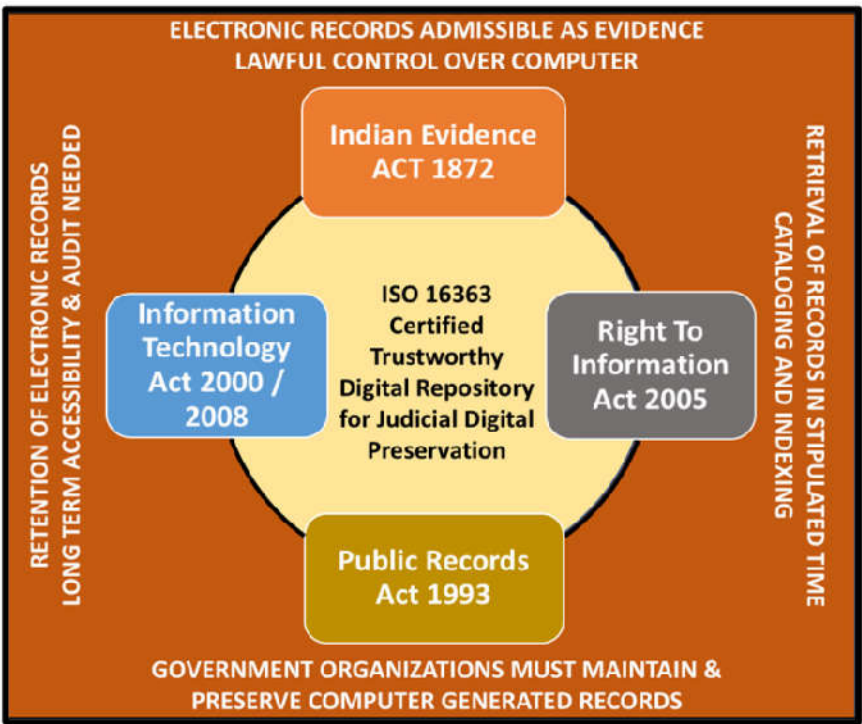 ELECTRONIC RECORDS ADMISSIBLE AS EVIDENCE
LAWFUL CONTROL OVER COMPUTER
Indian Evidence
ACT 1872
RETENTION OF ELECTRONIC RECORDS
LONG TERM ACCESSIBILITY & AUDIT NEEDED
Information
Technology
Act 2000 /
2008
ISO 16363
Certified
Trustworthy
Digital Repository
for Judicial Digital
Preservation
Right To
Information
Act 2005
RETRIEVAL OF RECORDS IN STIPULATED TIME
CATALOGING AND INDEXING
Public Records
Act 1993
GOVERNMENT ORGANIZATIONS MUST MAINTAIN &
PRESERVE COMPUTER GENERATED RECORDS